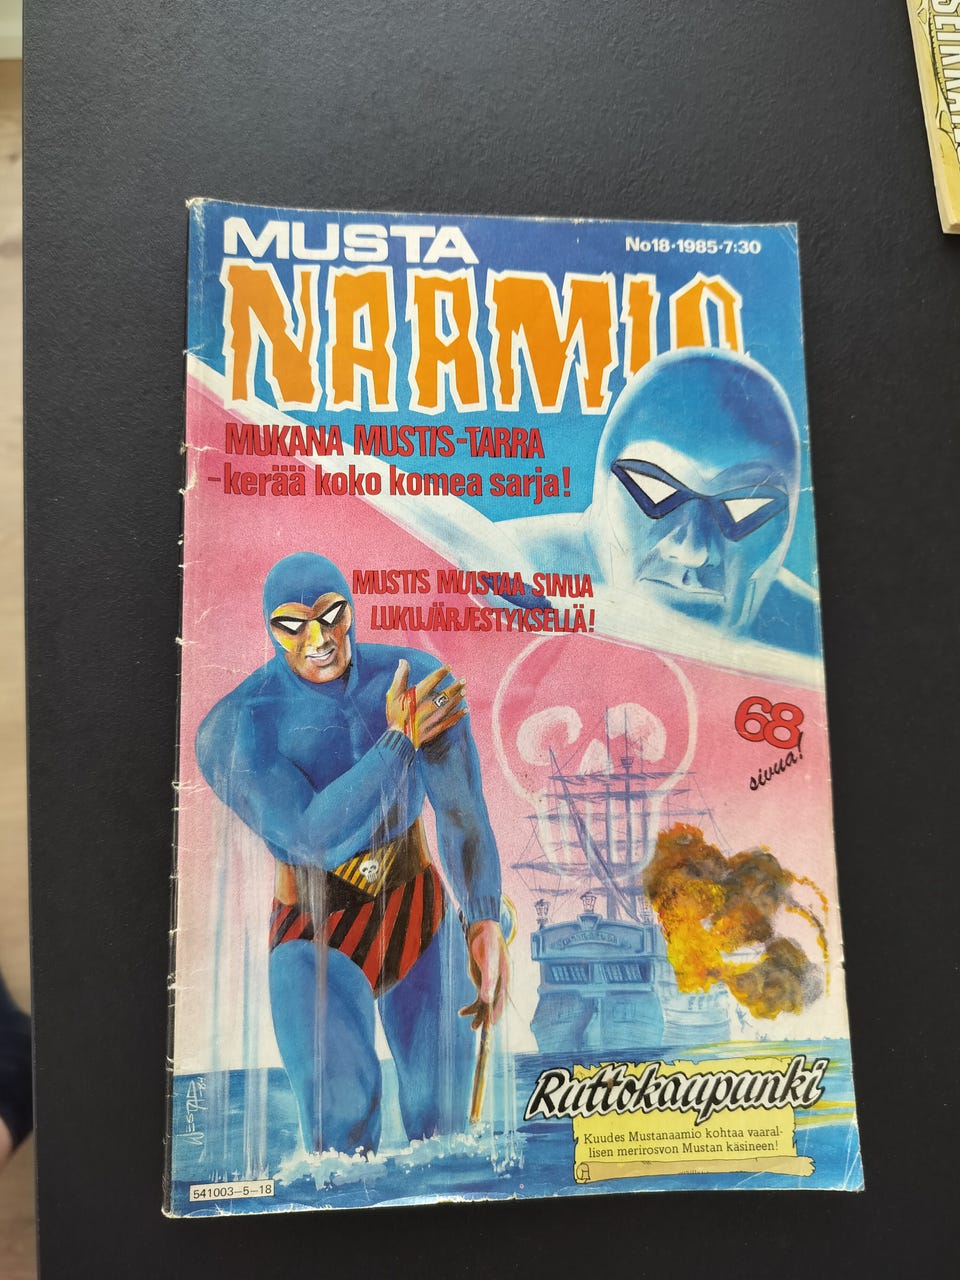 MUSTA
NAAMIO
No18·1985·7:30
MUKANA MUSTIS-TARRA
-kerää koko komea sarja!
MUSTIS MUISTAA SINUA
LUKUJÄRJESTYKSELLÄ!
68
sivua!
Ruttokaupunki
Kuudes Mustanaamio kohtaa vaaral-
lisen merirosvon Mustan käsineen!
541003-5-18